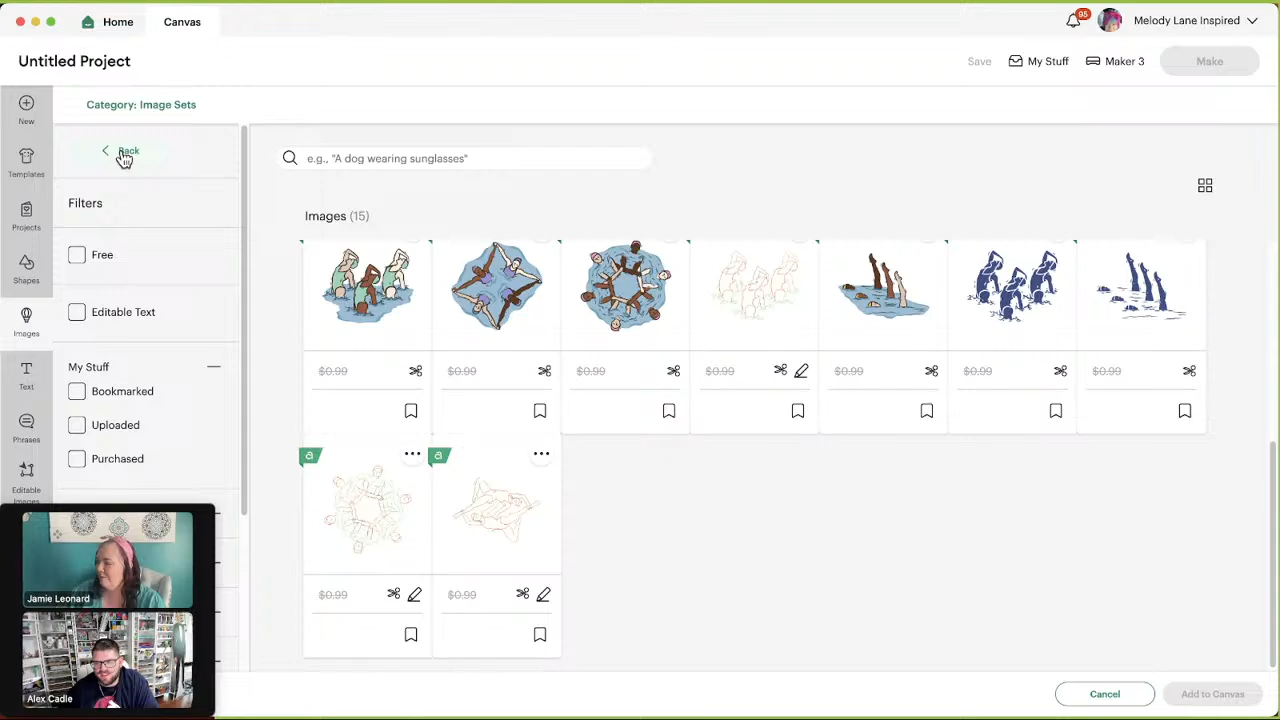 Home
Canvas
95
Melody Lane Inspired
Untitled Project
Save
My Stuff
Maker 3
Make
New
Templates
Projects
Shapes
Images
Text
Phrases
Editable
Images
Category: Image Sets
Back
Filters
Free
Editable Text
My Stuff
Bookmarked
Uploaded
Purchased
e.g., "A dog wearing sunglasses"
Images (15)
$0.99 $0.99 $0.99 $0.99 $0.99 $0.99 $0.99
a a
$0.99 $0.99
Jamie Leonard
Alex Cadle
Cancel
Add to Canvas